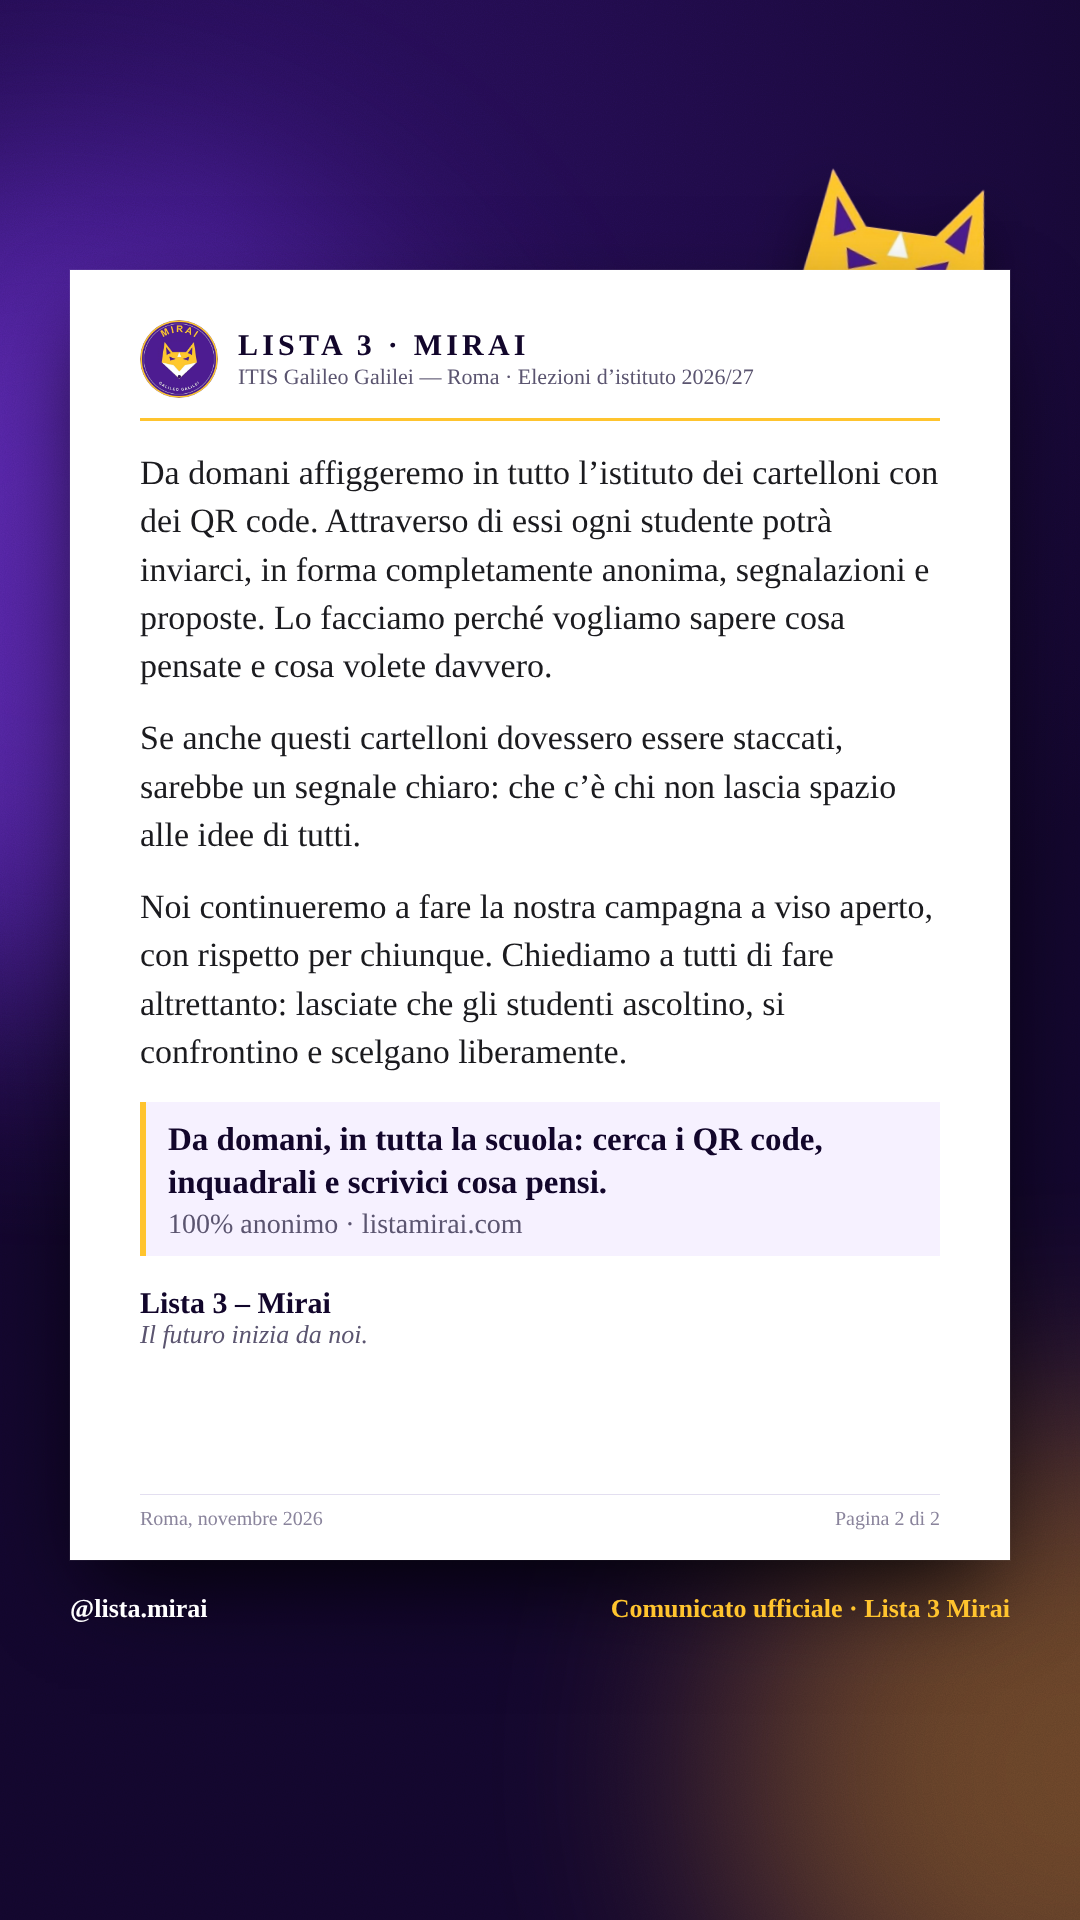 MIRAI
GALILEO GALILEI
LISTA 3 · MIRAI
ITIS Galileo Galilei — Roma · Elezioni d’istituto 2026/27
Da domani affiggeremo in tutto l’istituto dei cartelloni con
dei QR code. Attraverso di essi ogni studente potrà
inviarci, in forma completamente anonima, segnalazioni e
proposte. Lo facciamo perché vogliamo sapere cosa
pensate e cosa volete davvero.
Se anche questi cartelloni dovessero essere staccati,
sarebbe un segnale chiaro: che c’è chi non lascia spazio
alle idee di tutti.
Noi continueremo a fare la nostra campagna a viso aperto,
con rispetto per chiunque. Chiediamo a tutti di fare
altrettanto: lasciate che gli studenti ascoltino, si
confrontino e scelgano liberamente.
Da domani, in tutta la scuola: cerca i QR code,
inquadrali e scrivici cosa pensi.
100% anonimo · listamirai.com
Lista 3 – Mirai
Il futuro inizia da noi.
Roma, novembre 2026
Pagina 2 di 2
@lista.mirai
Comunicato ufficiale · Lista 3 Mirai